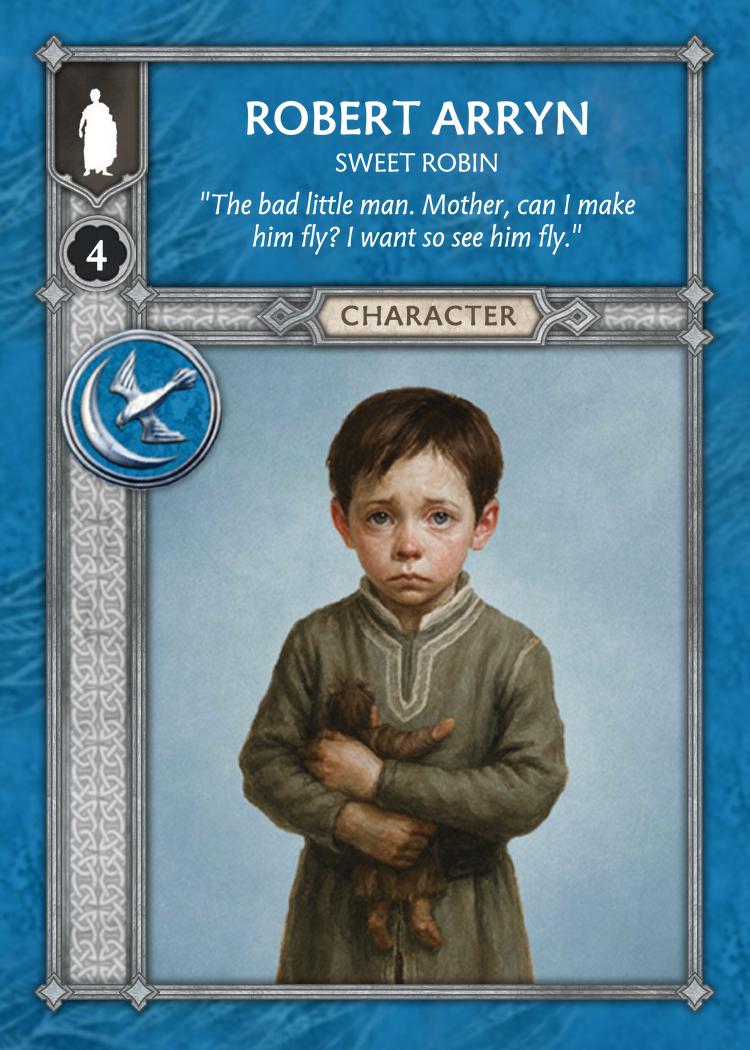 ROBERT ARRYN
SWEET ROBIN
"The bad little man. Mother, can I make
him fly? I want so see him fly."
4
CHARACTER